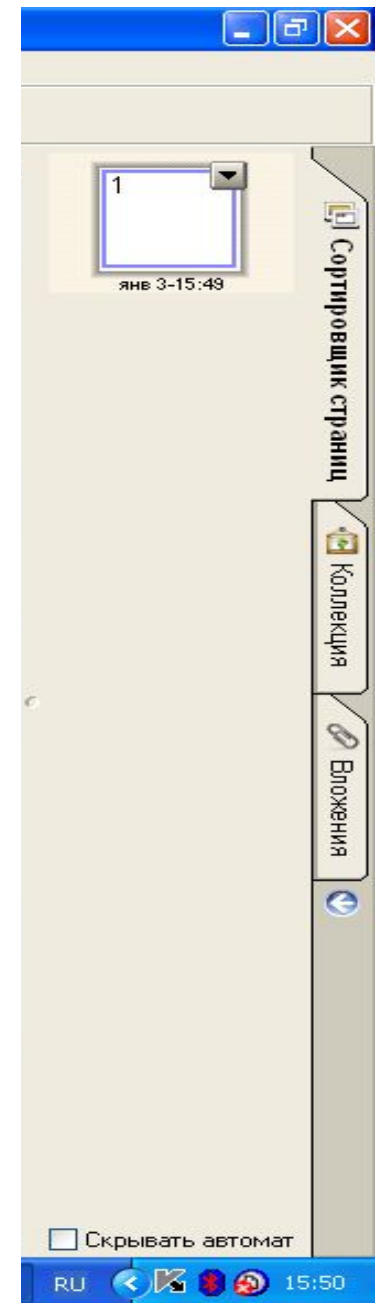 1
янв 3-15:49
Сортировщик страниц
Коллекция
Вложения
Скрывать автомат
RU
15:50